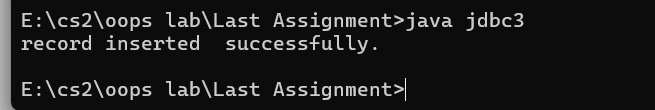 E:\cs2\oops lab\Last Assignment>java jdbc3
record inserted  successfully.
E:\cs2\oops lab\Last Assignment>